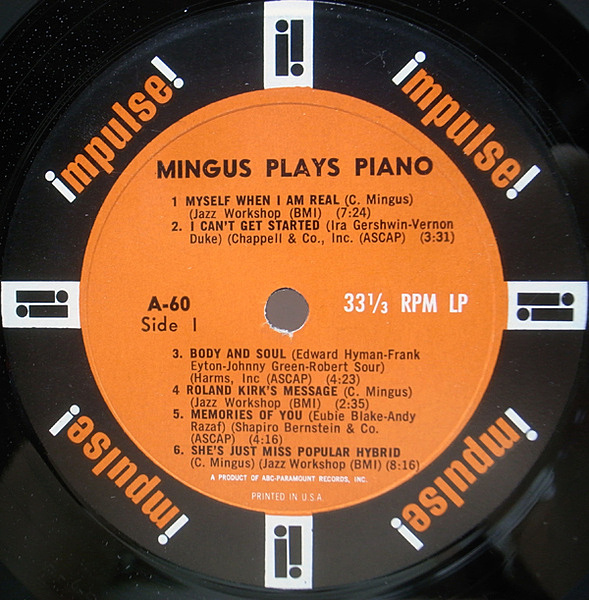 impulse!
impulse!
MINGUS PLAYS PIANO
1 MYSELF WHEN I AM REAL (C. Mingus)
(Jazz Workshop (BMI) (7:24)
2. I CAN'T GET STARTED (Ira Gershwin-Vernon
Duke) (Chappell & Co., Inc. (ASCAP) (3:31)
A-60
Side 1
33⅓ RPM LP
3. BODY AND SOUL (Edward Hyman-Frank
Eyton-Johnny Green-Robert Sour)
(Harms, Inc (ASCAP) (4:23)
4 ROLAND KIRK'S MESSAGE (C. Mingus)
(Jazz Workshop (BMI) (2:35)
5. MEMORIES OF YOU (Eubie Blake-Andy
Razaf) (Shapiro Bernstein & Co.
(ASCAP) (4:16)
6. SHE'S JUST MISS POPULAR HYBRID
(C. Mingus) (Jazz Workshop (BMI) (8:16)
A PRODUCT OF ABC-PARAMOUNT RECORDS, INC.
PRINTED IN U.S.A.
impulse!
impulse!